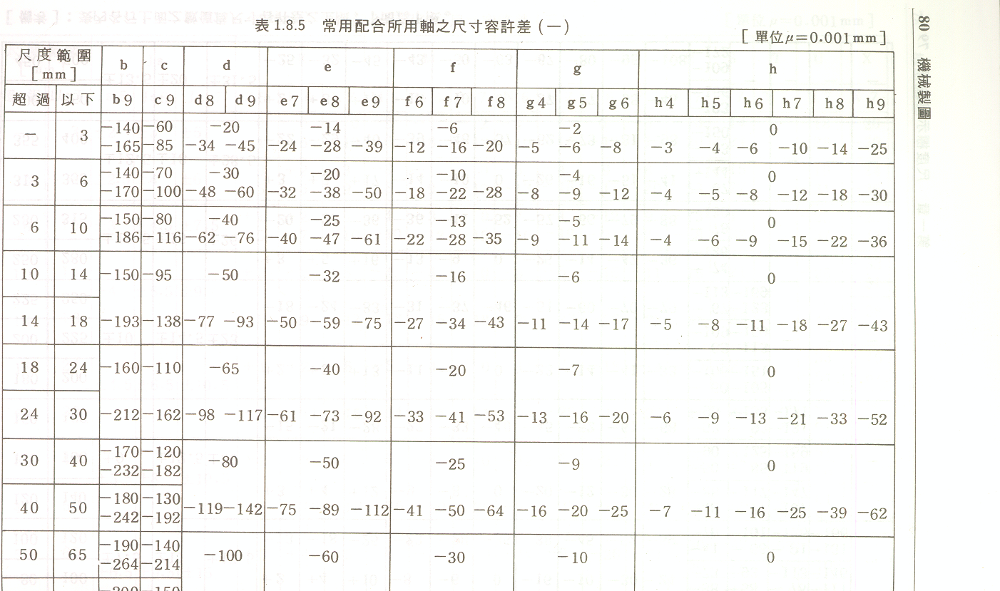 表1.8.5 常用配合所用軸之尺寸容許差(一)
[單位μ=0.001mm]
80 機械製圖
尺度範圍 [mm] b c d e f g h
超過 以下 b9 c9 d8 d9 e7 e8 e9 f6 f7 f8 g4 g5 g6 h4 h5 h6 h7 h8 h9
− 3 −140 −60 −20 −14 −6 −2 0
−165 −85 −34 −45 −24 −28 −39 −12 −16 −20 −5 −6 −8 −3 −4 −6 −10 −14 −25
3 6 −140 −70 −30 −20 −10 −4 0
−170 −100 −48 −60 −32 −38 −50 −18 −22 −28 −8 −9 −12 −4 −5 −8 −12 −18 −30
6 10 −150 −80 −40 −25 −13 −5 0
−186 −116 −62 −76 −40 −47 −61 −22 −28 −35 −9 −11 −14 −4 −6 −9 −15 −22 −36
10 14 −150 −95 −50 −32 −16 −6 0
14 18 −193 −138 −77 −93 −50 −59 −75 −27 −34 −43 −11 −14 −17 −5 −8 −11 −18 −27 −43
18 24 −160 −110 −65 −40 −20 −7 0
24 30 −212 −162 −98 −117 −61 −73 −92 −33 −41 −53 −13 −16 −20 −6 −9 −13 −21 −33 −52
30 40 −170 −120 −80 −50 −25 −9 0
−232 −182
40 50 −180 −130 −119 −142 −75 −89 −112 −41 −50 −64 −16 −20 −25 −7 −11 −16 −25 −39 −62
−242 −192
50 65 −190 −140 −100 −60 −30 −10 0
−264 −214